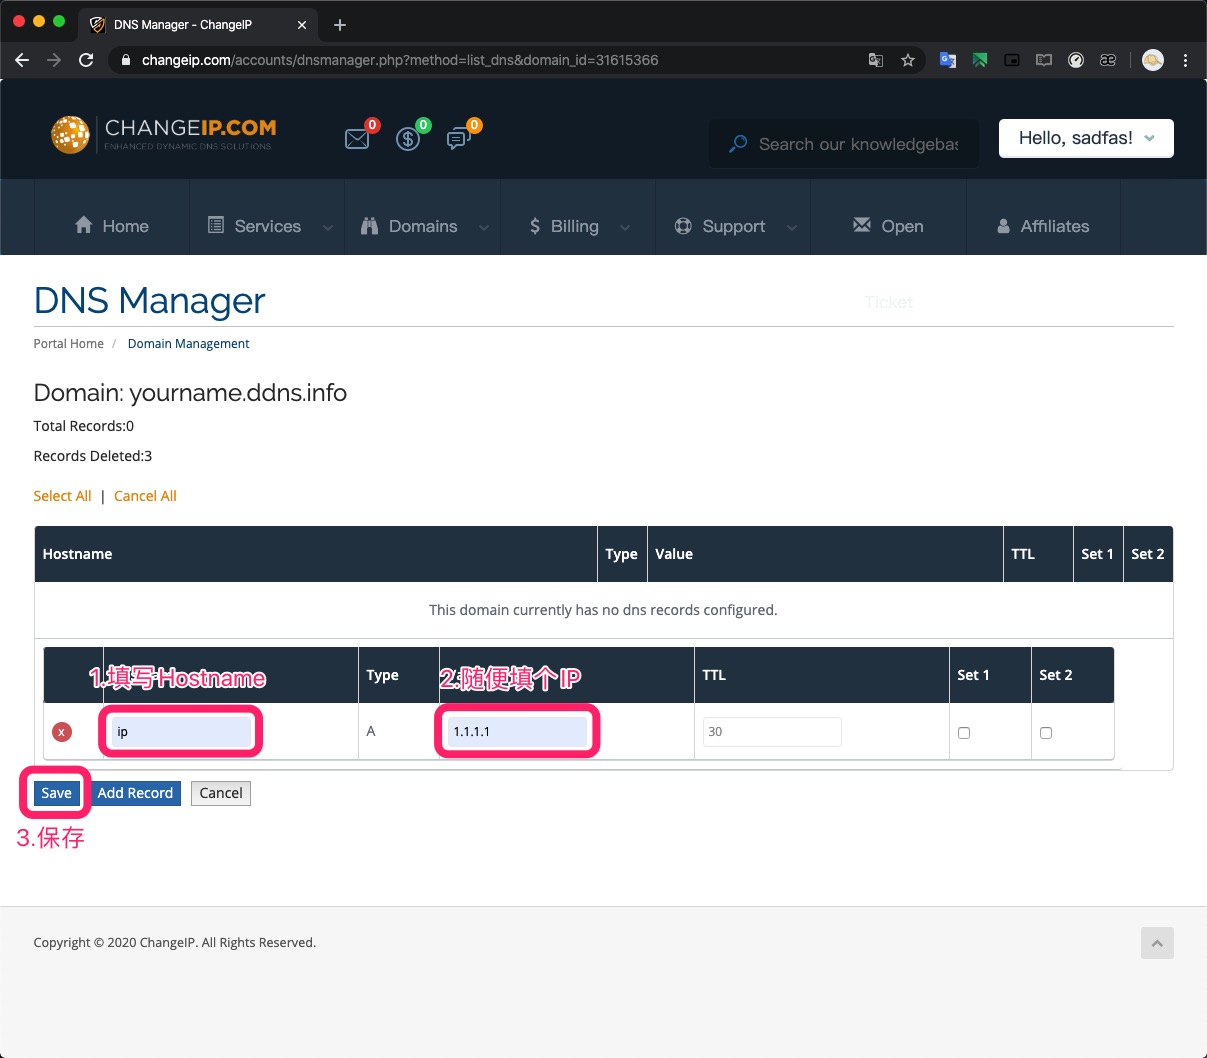 DNS Manager - ChangeIP
changeip.com/accounts/dnsmanager.php?method=list_dns&domain_id=31615366
CHANGEIP.COM
ENHANCED DYNAMIC DNS SOLUTIONS
0
0
0
Search our knowledgebas
Hello, sadfas!
Home
Services
Domains
$ Billing
Support
Open
Affiliates
DNS Manager
Ticket
Portal Home / Domain Management
Domain: yourname.ddns.info
Total Records:0
Records Deleted:3
Select All | Cancel All
Hostname Type Value TTL Set 1 Set 2
This domain currently has no dns records configured.
1.填写Hostname Type 2.随便填个IP TTL Set 1 Set 2
x ip A 1.1.1.1 30
Save Add Record Cancel
3.保存
Copyright © 2020 ChangeIP. All Rights Reserved.